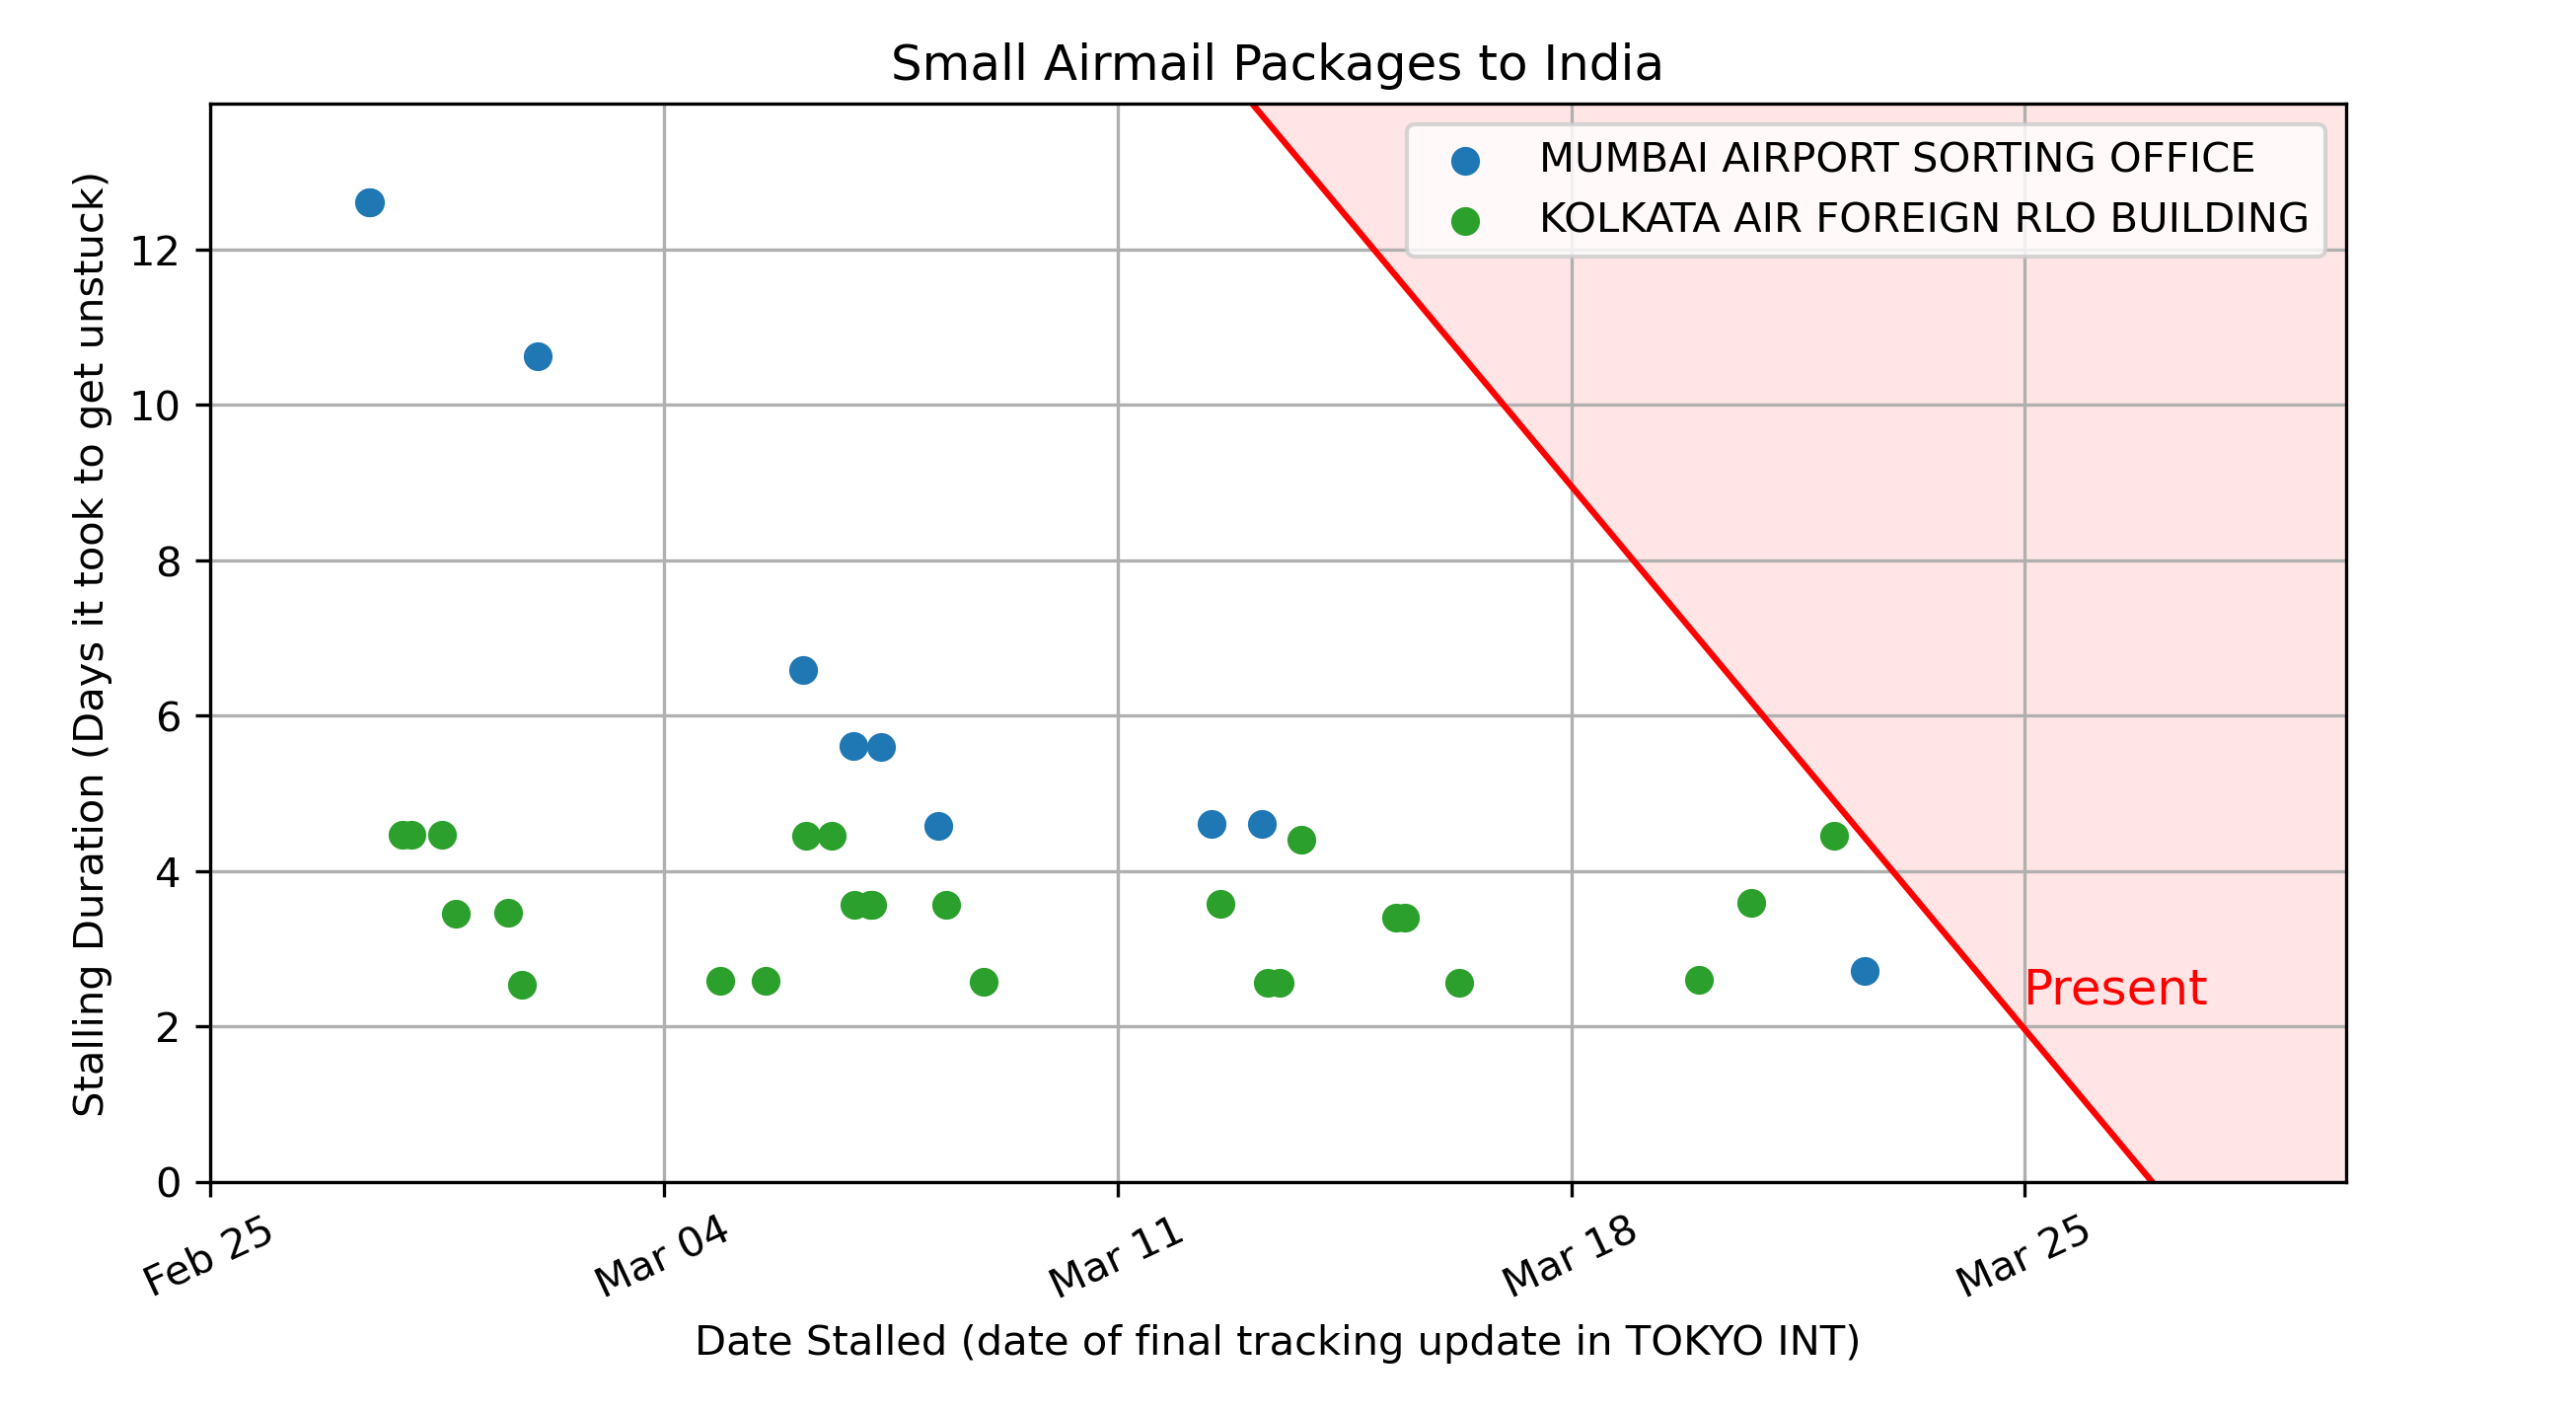 Small Airmail Packages to India
MUMBAI AIRPORT SORTING OFFICE
KOLKATA AIR FOREIGN RLO BUILDING
Stalling Duration (Days it took to get unstuck)
12
10
8
6
4
2
0
Present
Feb 25
Mar 04
Mar 11
Mar 18
Mar 25
Date Stalled (date of final tracking update in TOKYO INT)